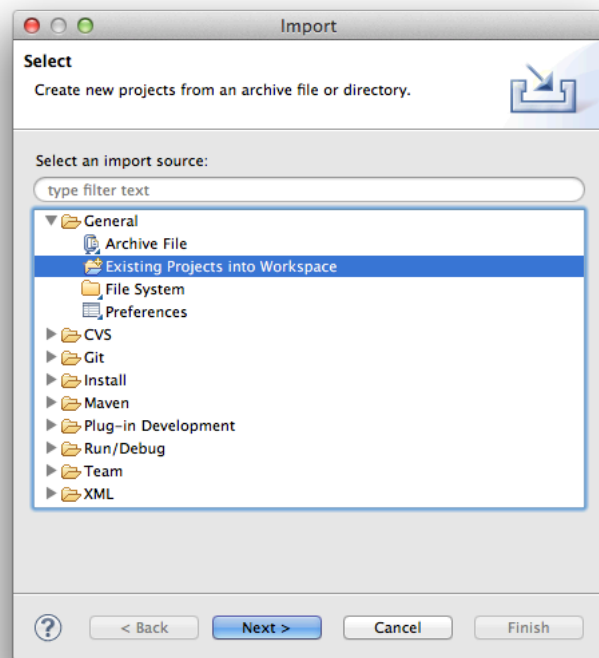 Import
Select
Create new projects from an archive file or directory.
Select an import source:
type filter text
General
Archive File
Existing Projects into Workspace
File System
Preferences
CVS
Git
Install
Maven
Plug-in Development
Run/Debug
Team
XML
? < Back Next > Cancel Finish